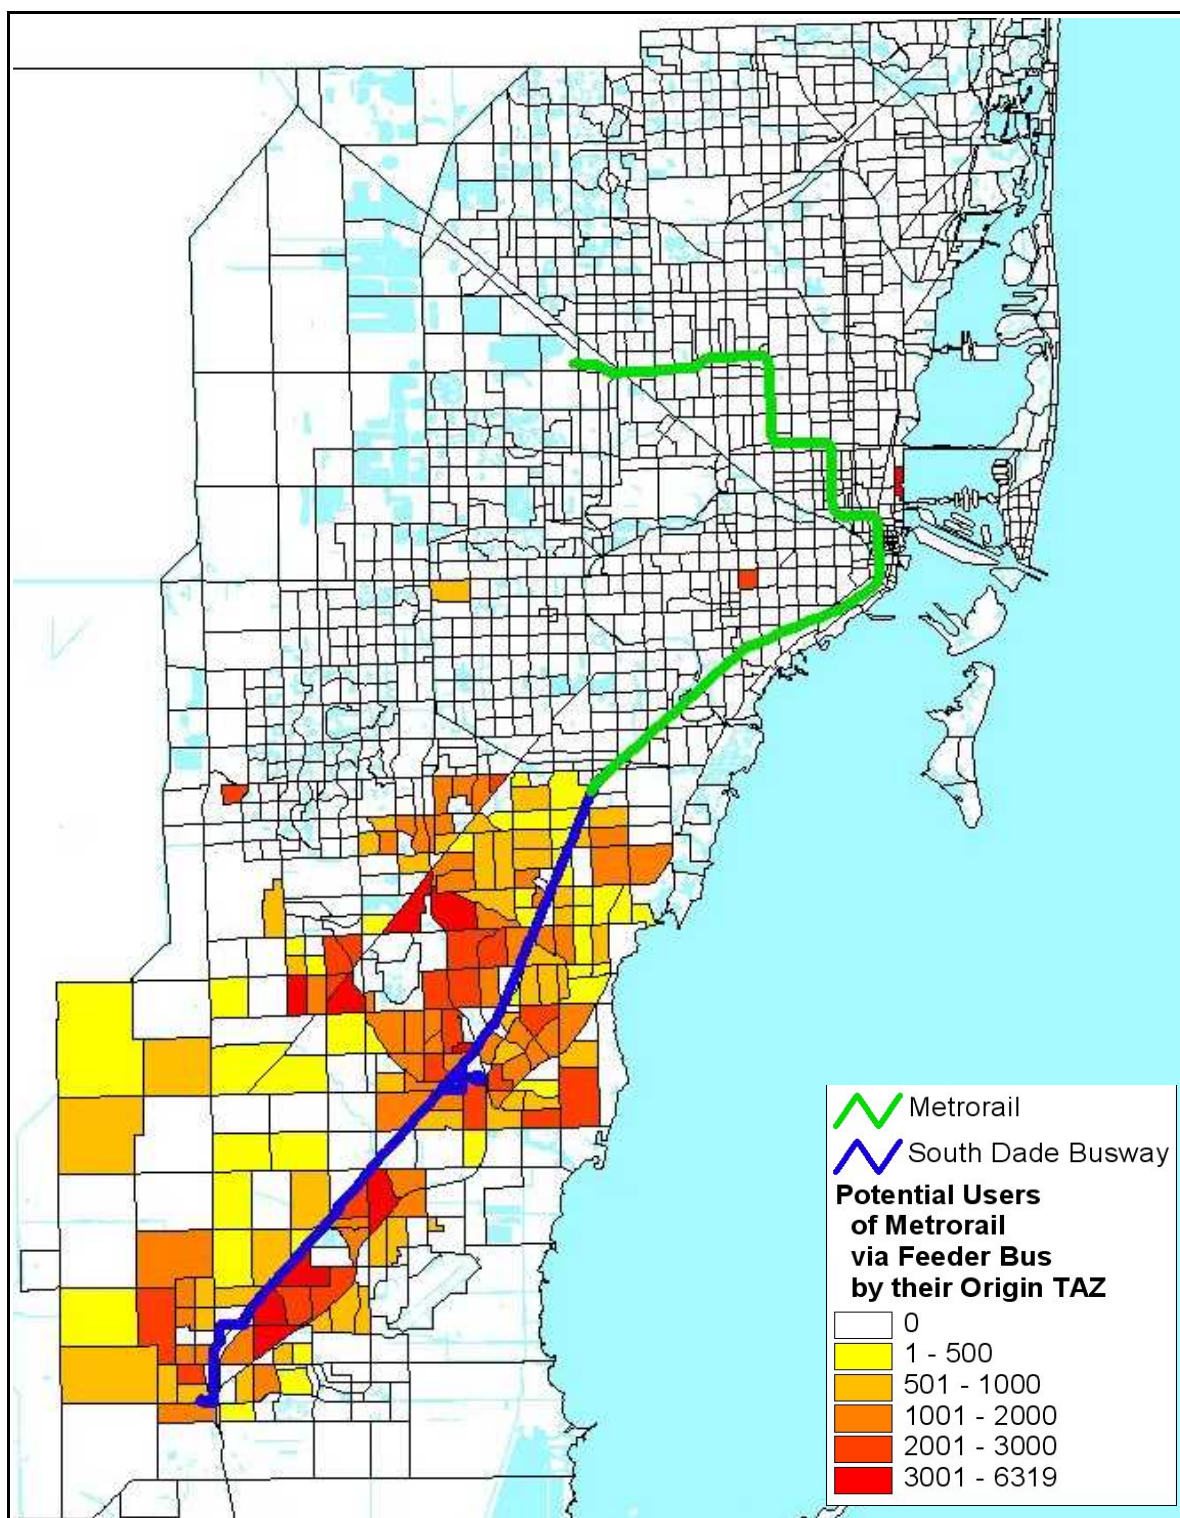 Metrorail
South Dade Busway
Potential Users
of Metrorail
via Feeder Bus
by their Origin TAZ
0
1 - 500
501 - 1000
1001 - 2000
2001 - 3000
3001 - 6319